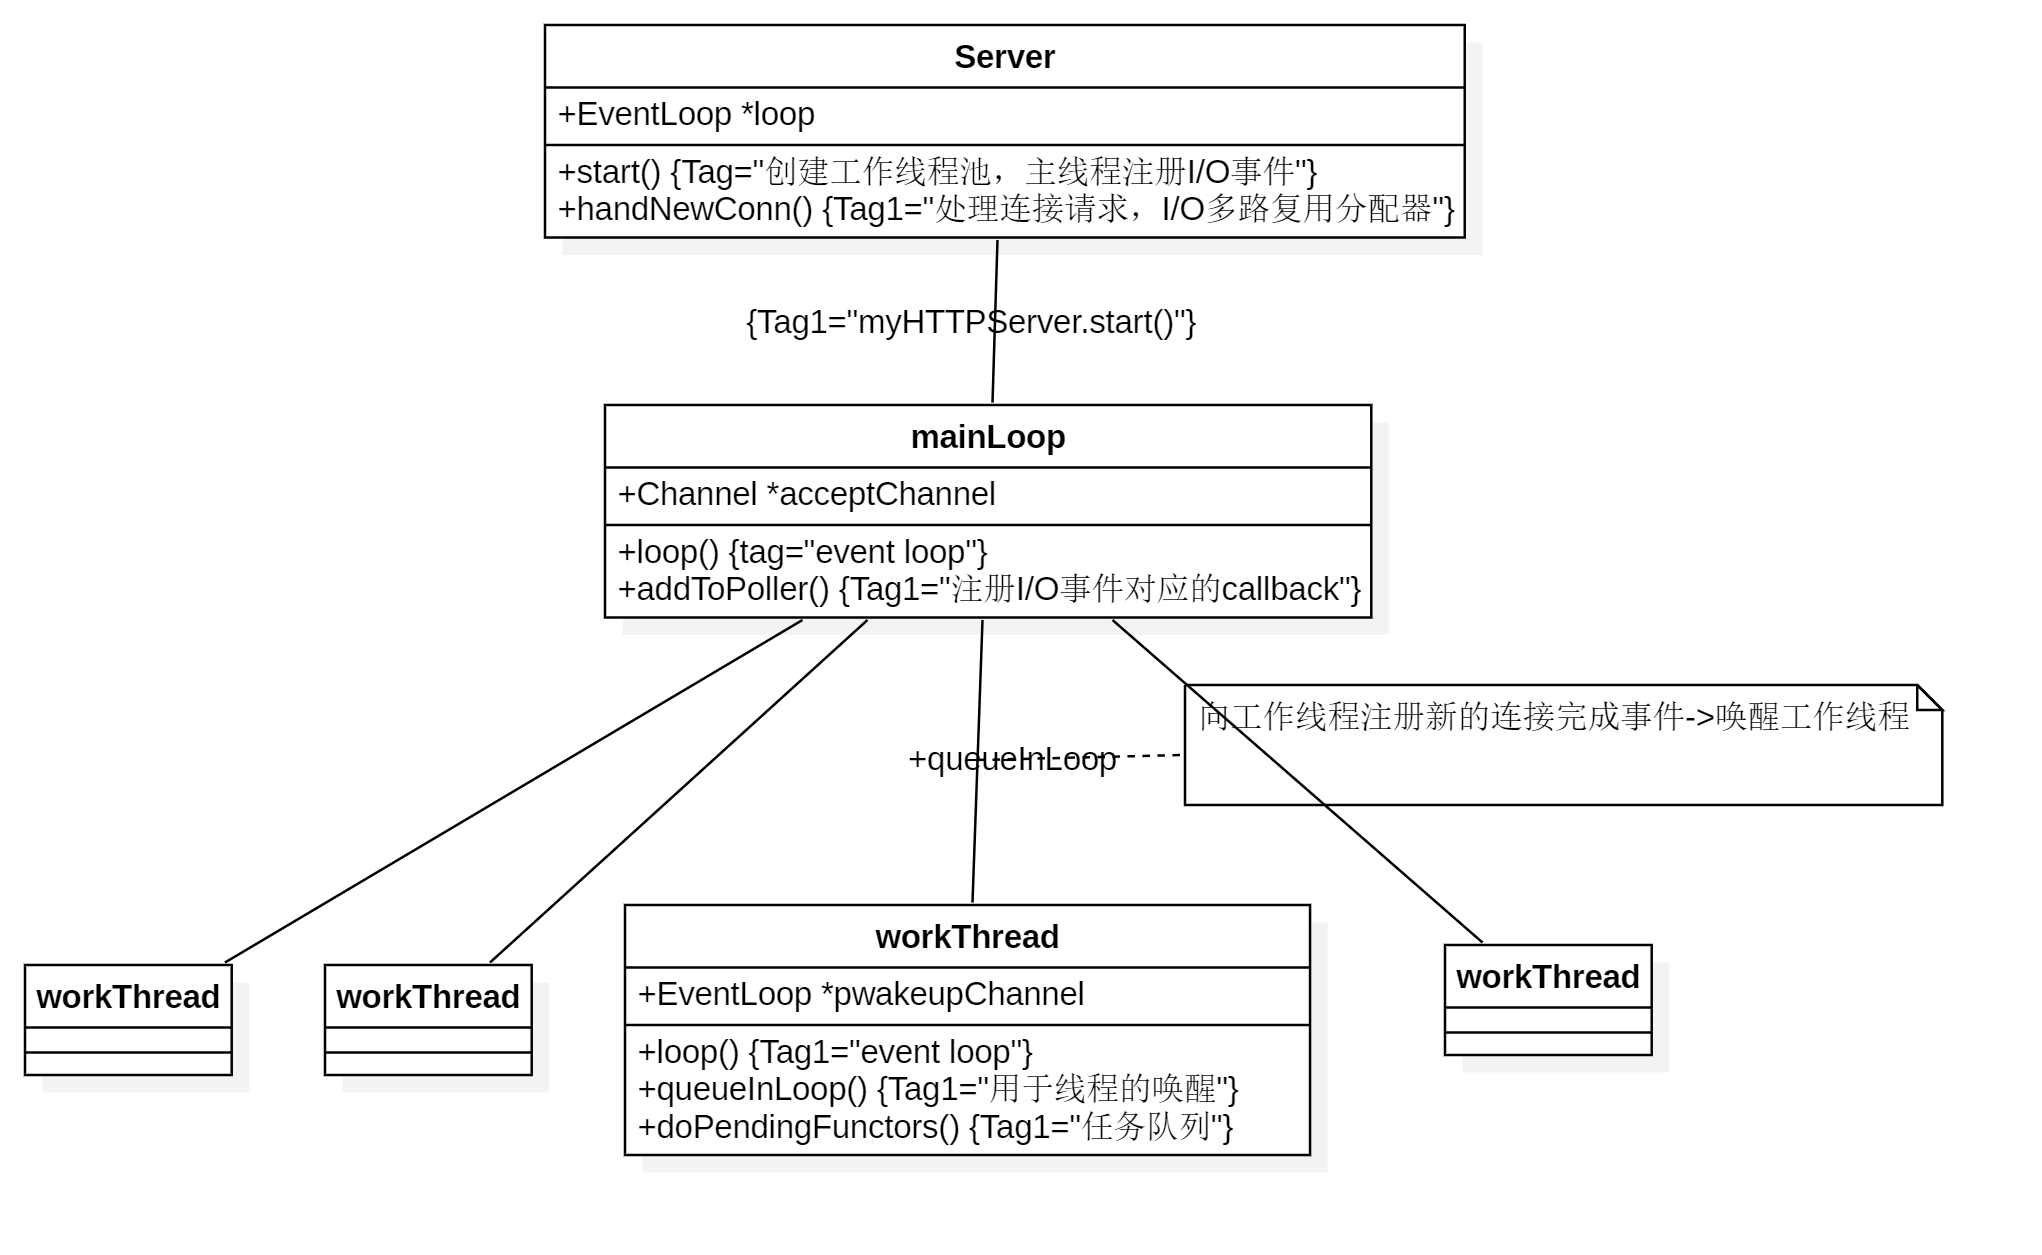 Server
+EventLoop *loop
+start() {Tag="创建工作线程池，主线程注册I/O事件"}
+handNewConn() {Tag1="处理连接请求，I/O多路复用分配器"}
{Tag1="myHTTPServer.start()"}
mainLoop
+Channel *acceptChannel
+loop() {tag="event loop"}
+addToPoller() {Tag1="注册I/O事件对应的callback"}
向工作线程注册新的连接完成事件->唤醒工作线程
+queueInLoop
workThread
workThread
workThread
+EventLoop *pwakeupChannel
+loop() {Tag1="event loop"}
+queueInLoop() {Tag1="用于线程的唤醒"}
+doPendingFunctors() {Tag1="任务队列"}
workThread